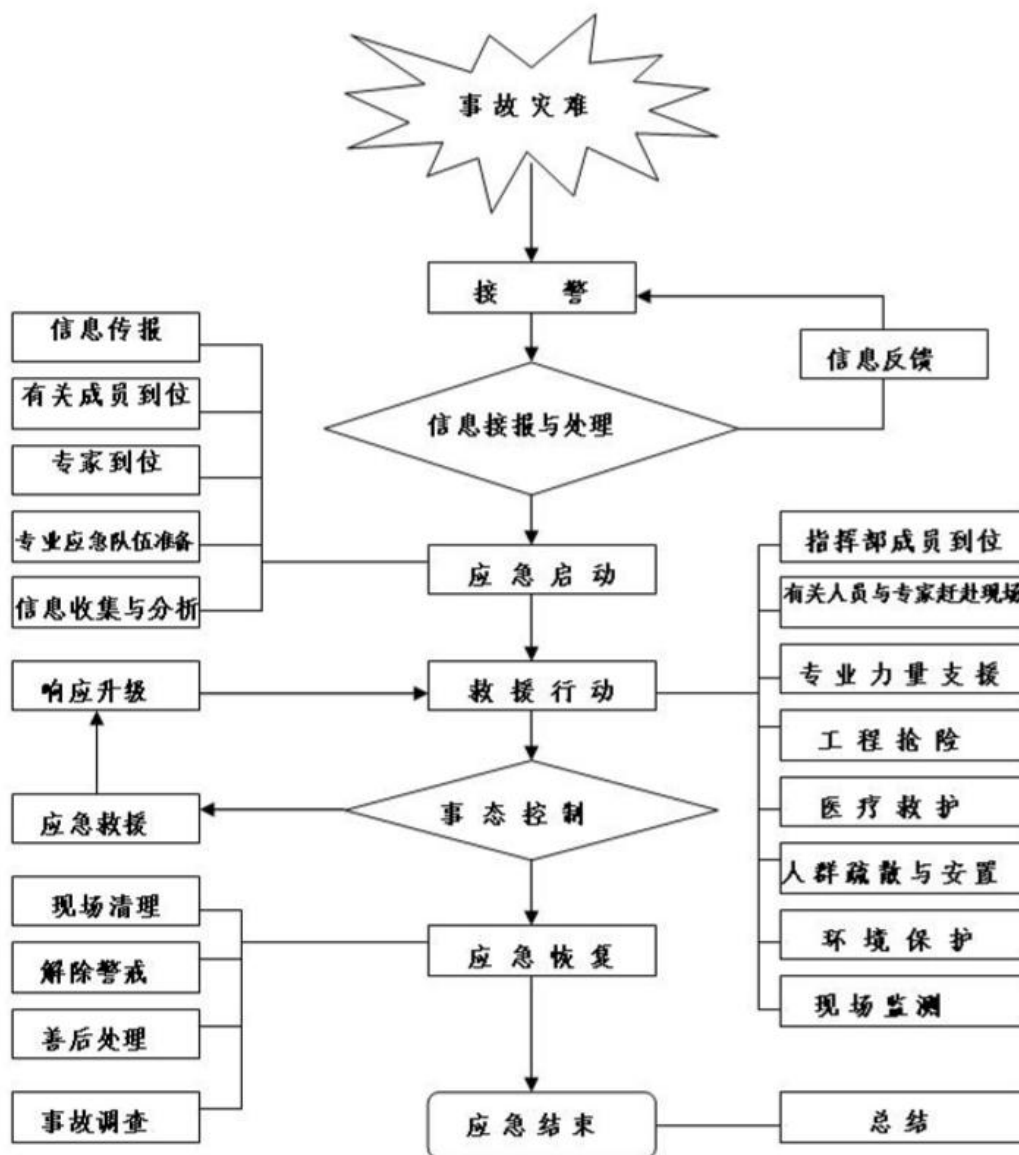 事故灾难
接警
信息反馈
信息接报与处理
信息传报
有关成员到位
专家到位
专业应急队伍准备
信息收集与分析
应急启动
指挥部成员到位
有关人员与专家赶赴现场
专业力量支援
工程抢险
医疗救护
人群疏散与安置
环境保护
现场监测
响应升级
救援行动
应急救援
事态控制
现场清理
解除警戒
善后处理
事故调查
应急恢复
应急结束
总结